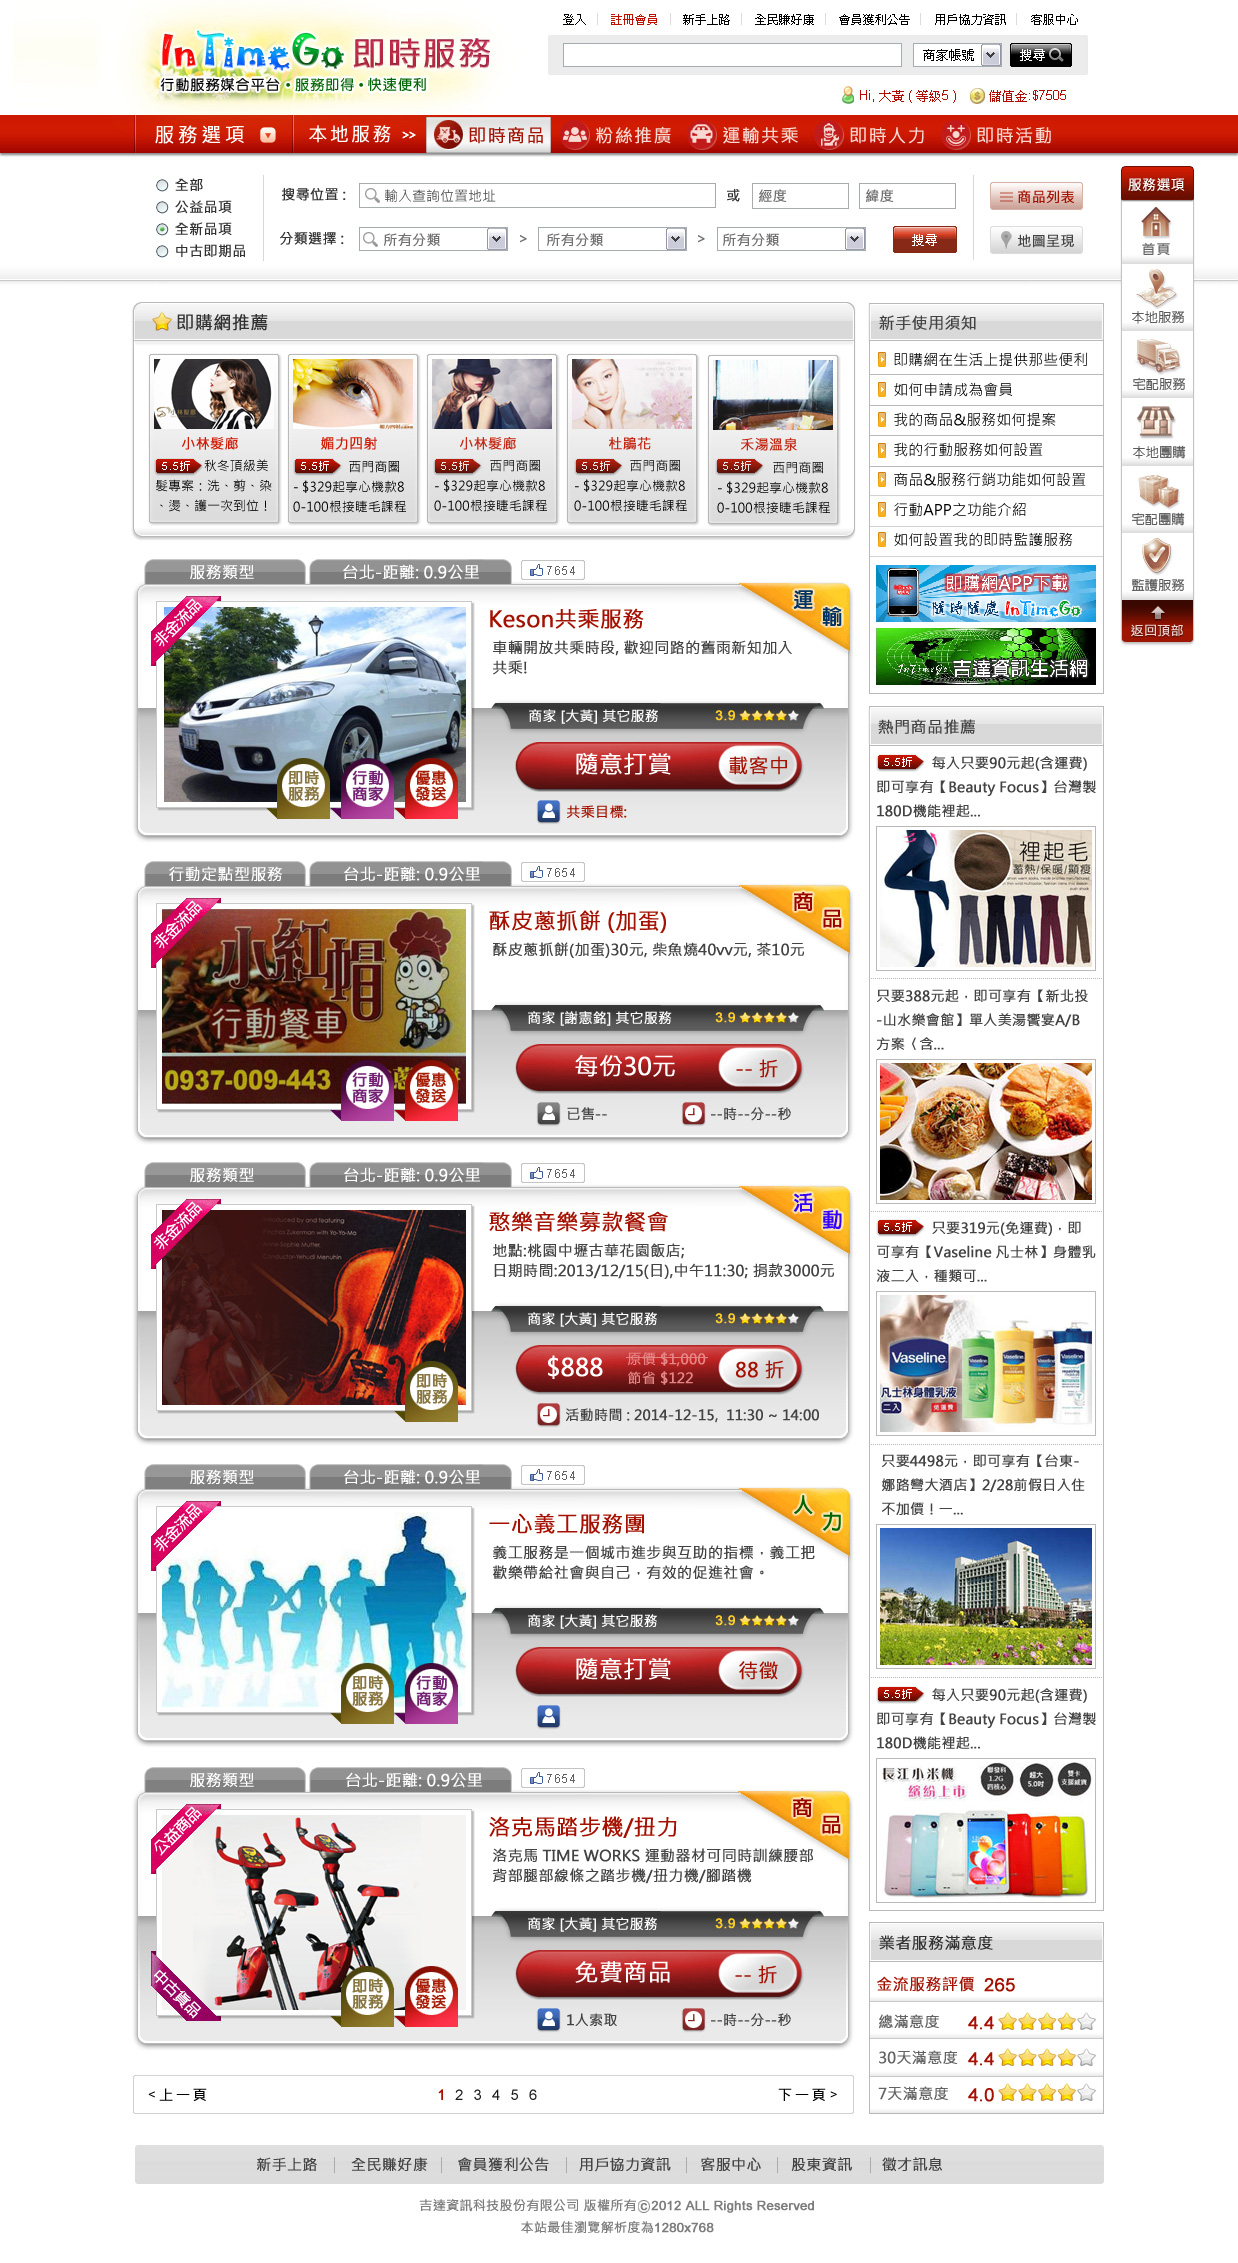 登入 註冊會員 新手上路 全民賺好康 會員獲利公告 用戶協力資訊 客服中心
InTimeGo 即時服務
行動服務媒合平台・服務即得・快速便利
商家帳號 搜尋
Hi, 大黃 ( 等級5 ) 儲值金:$7505
服務選項 本地服務 >> 即時商品 粉絲推廣 運輸共乘 即時人力 即時活動
全部
公益品項
全新品項
中古即期品
搜尋位置 : 輸入查詢位置地址 或 經度 緯度
分類選擇 : 所有分類 > 所有分類 > 所有分類 搜尋
商品列表
地圖呈現
服務選項
首頁
本地服務
宅配服務
本地團購
宅配團購
監護服務
返回頂部
即購網推薦
小林髮廊
5.5折 秋冬頂級美
髮專案：洗、剪、染
、燙、護一次到位！
媚力四射
5.5折 西門商圈
- $329起享心機款8
0-100根接睫毛課程
小林髮廊
5.5折 西門商圈
- $329起享心機款8
0-100根接睫毛課程
杜鵑花
5.5折 西門商圈
- $329起享心機款8
0-100根接睫毛課程
禾湯溫泉
5.5折 西門商圈
- $329起享心機款8
0-100根接睫毛課程
服務類型 台北-距離: 0.9公里 7654
非金流品
運輸
Keson共乘服務
車輛開放共乘時段, 歡迎同路的舊雨新知加入
共乘!
商家 [大黃] 其它服務 3.9
隨意打賞 載客中
即時服務 行動商家 優惠發送
共乘目標:
行動定點型服務 台北-距離: 0.9公里 7654
非金流品
小紅帽
行動餐車
0937-009-443
行動商家 優惠發送
商品
酥皮蔥抓餅 (加蛋)
酥皮蔥抓餅(加蛋)30元, 柴魚燒40vv元, 茶10元
商家 [謝憲銘] 其它服務 3.9
每份30元 -- 折
已售-- --時--分--秒
服務類型 台北-距離: 0.9公里 7654
非金流品
即時服務
活動
憨樂音樂募款餐會
地點:桃園中壢古華花園飯店;
日期時間:2013/12/15(日),中午11:30; 捐款3000元
商家 [大黃] 其它服務 3.9
$888 原價 $1,000 節省 $122 88 折
活動時間 : 2014-12-15, 11:30 ~ 14:00
服務類型 台北-距離: 0.9公里 7654
非金流品
即時服務 行動商家
人力
一心義工服務團
義工服務是一個城市進步與互助的指標，義工把
歡樂帶給社會與自己，有效的促進社會。
商家 [大黃] 其它服務 3.9
隨意打賞 待徵
服務類型 台北-距離: 0.9公里 7654
公益商品
中古貨品
即時服務 優惠發送
商品
洛克馬踏步機/扭力
洛克馬 TIME WORKS 運動器材可同時訓練腰部
背部腿部線條之踏步機/扭力機/腳踏機
商家 [大黃] 其它服務 3.9
免費商品 -- 折
1人索取 --時--分--秒
<上一頁 1 2 3 4 5 6 下一頁>
新手使用須知
即購網在生活上提供那些便利
如何申請成為會員
我的商品&服務如何提案
我的行動服務如何設置
商品&服務行銷功能如何設置
行動APP之功能介紹
如何設置我的即時監護服務
即購網APP下載
隨時隨處 InTimeGo
InTimeGo 吉達資訊生活網
熱門商品推薦
5.5折 每入只要90元起(含運費)
即可享有【Beauty Focus】台灣製
180D機能裡起...
裡起毛
蓄熱/保暖/顯瘦
只要388元起，即可享有【新北投
-山水樂會館】單人美湯饗宴A/B
方案（含...
5.5折 只要319元(免運費)，即
可享有【Vaseline 凡士林】身體乳
液二入，種類可...
Vaseline
凡士林身體乳液
二入 免運費
只要4498元，即可享有【台東-
娜路彎大酒店】2/28前假日入住
不加價！一...
5.5折 每入只要90元起(含運費)
即可享有【Beauty Focus】台灣製
180D機能裡起...
長江小米機
繽紛上市
聯發科 1.2G 四核心
超大 5.0吋
業者服務滿意度
金流服務評價 265
總滿意度 4.4
30天滿意度 4.4
7天滿意度 4.0
新手上路 全民賺好康 會員獲利公告 用戶協力資訊 客服中心 股東資訊 徵才訊息
吉達資訊科技股份有限公司 版權所有©2012 ALL Rights Reserved
本站最佳瀏覽解析度為1280x768